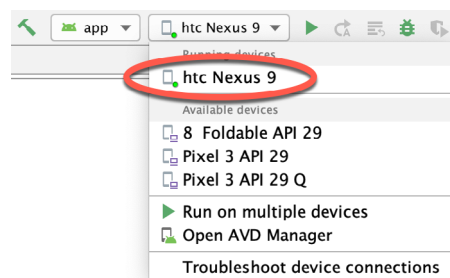 app
htc Nexus 9
Running devices
htc Nexus 9
Available devices
8 Foldable API 29
Pixel 3 API 29
Pixel 3 API 29 Q
Run on multiple devices
Open AVD Manager
Troubleshoot device connections